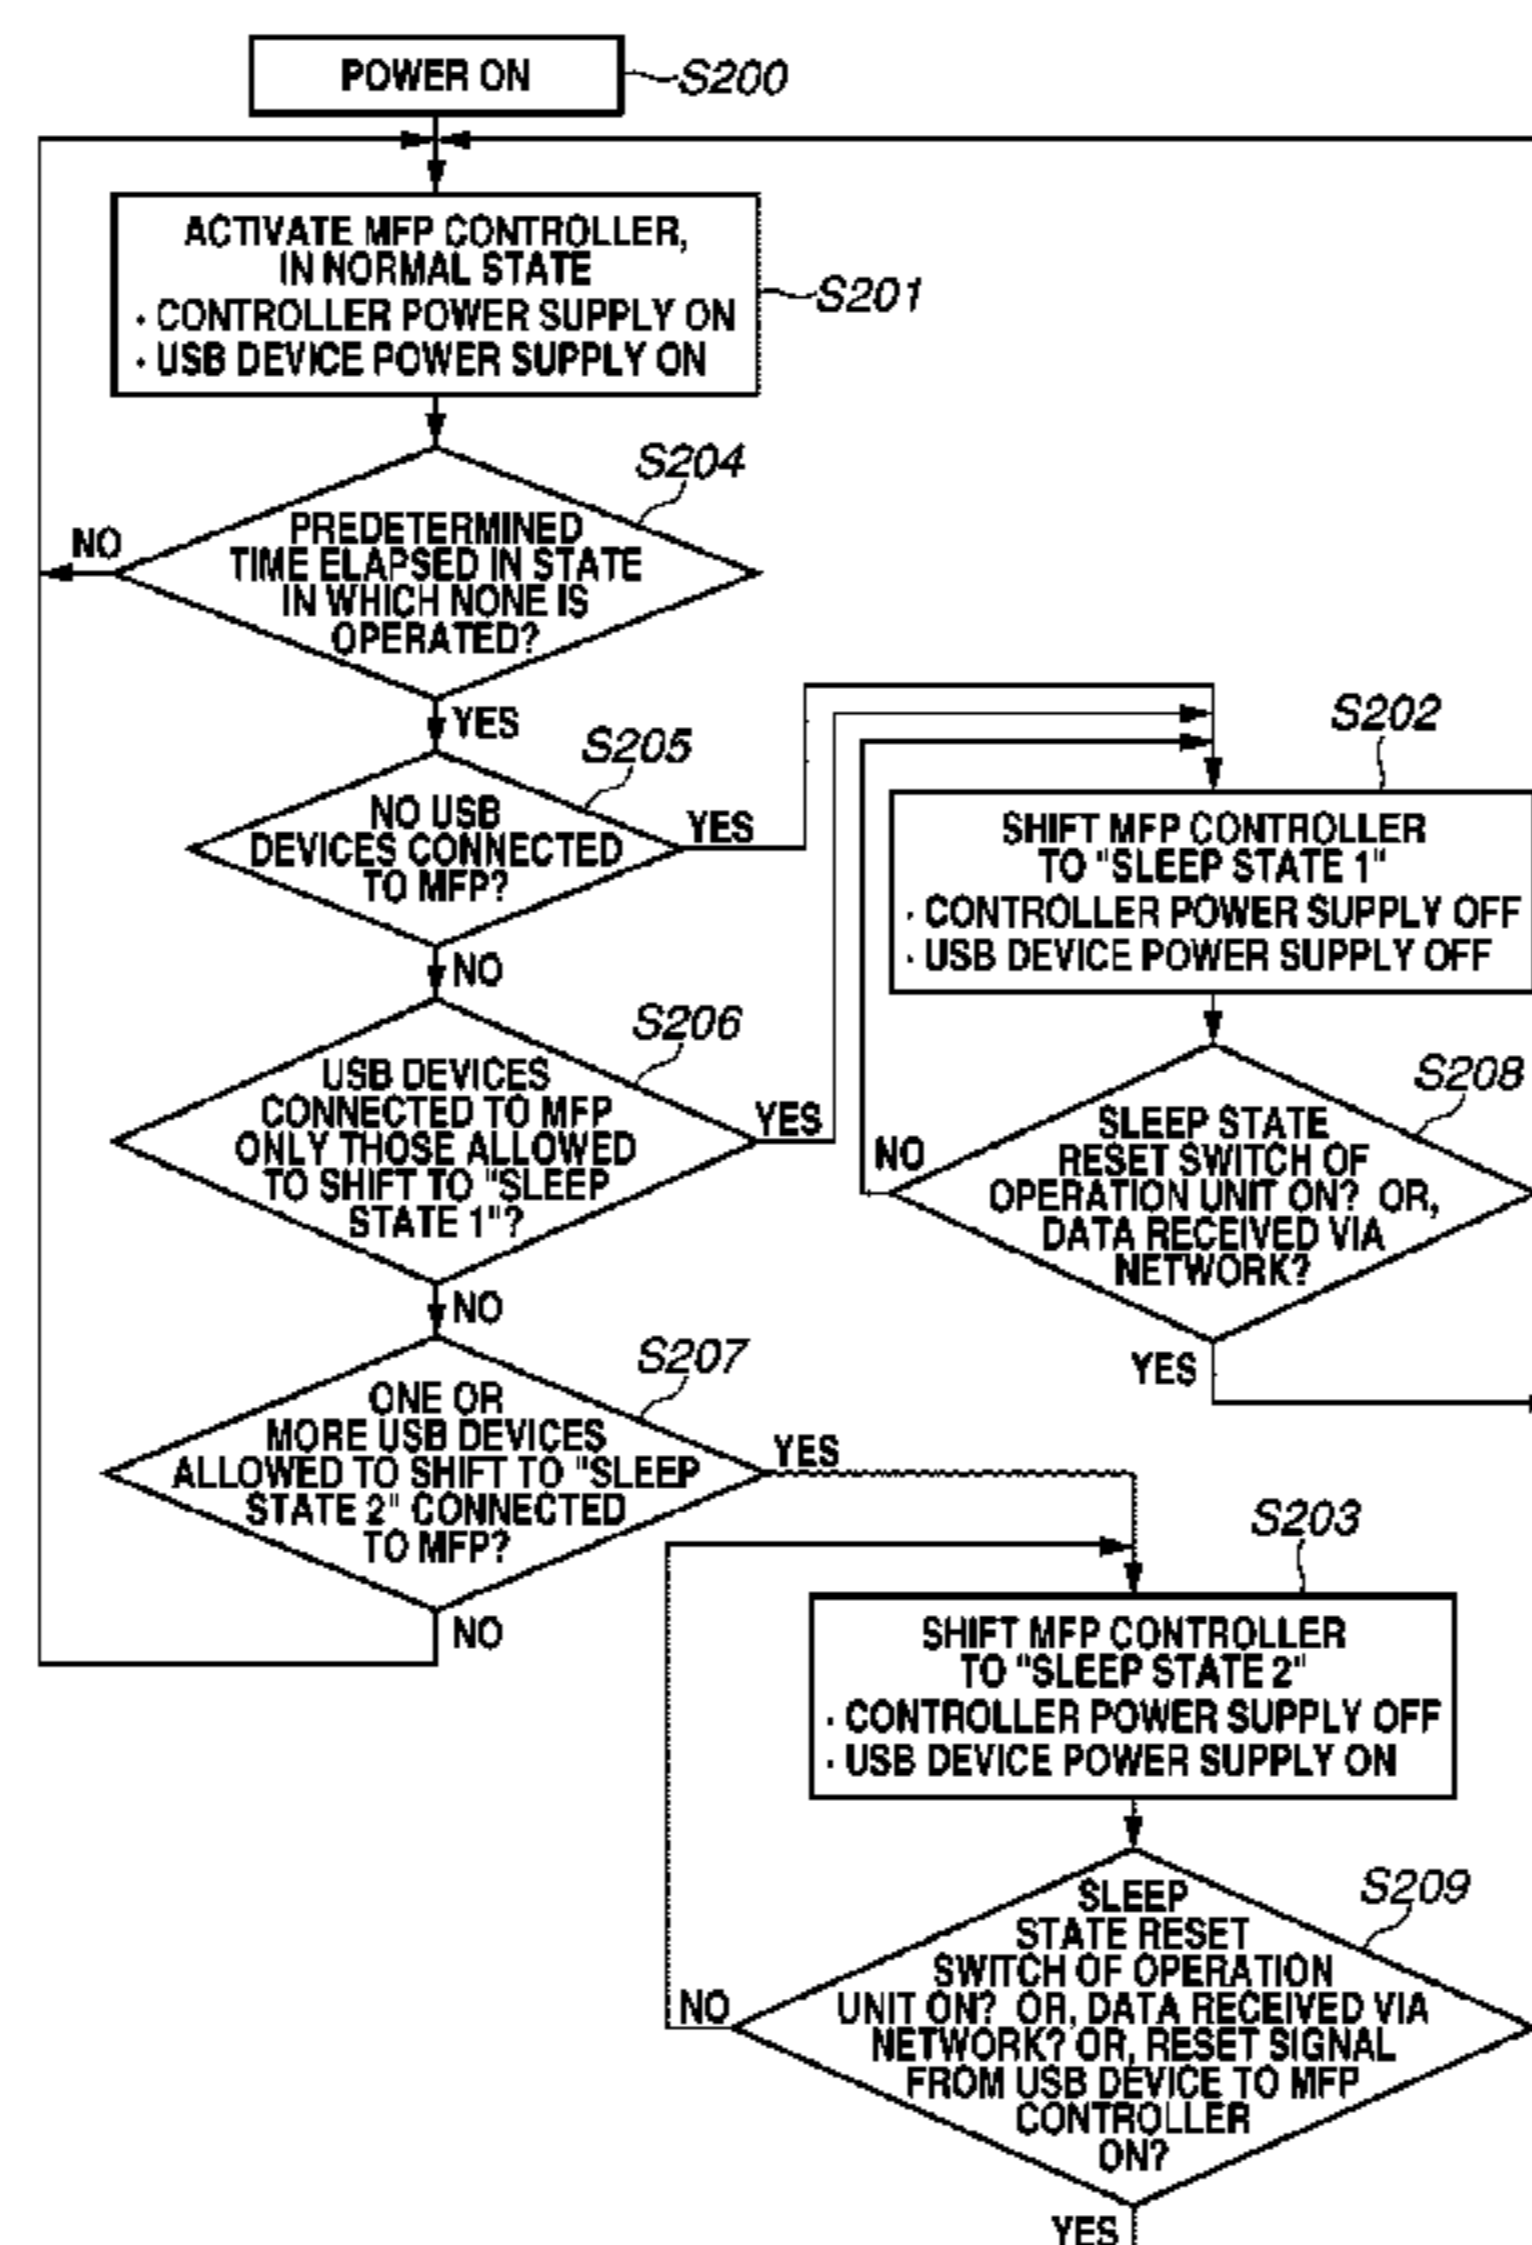 POWER ON
S200
ACTIVATE MFP CONTROLLER,
IN NORMAL STATE
· CONTROLLER POWER SUPPLY ON
· USB DEVICE POWER SUPPLY ON
S201
S204
PREDETERMINED
TIME ELAPSED IN STATE
IN WHICH NONE IS
OPERATED?
NO
YES
S205
NO USB
DEVICES CONNECTED
TO MFP?
YES
NO
S202
SHIFT MFP CONTROLLER
TO "SLEEP STATE 1"
· CONTROLLER POWER SUPPLY OFF
· USB DEVICE POWER SUPPLY OFF
S206
USB DEVICES
CONNECTED TO MFP
ONLY THOSE ALLOWED
TO SHIFT TO "SLEEP
STATE 1"?
YES
NO
S208
SLEEP STATE
RESET SWITCH OF
OPERATION UNIT ON? OR,
DATA RECEIVED VIA
NETWORK?
NO
YES
S207
ONE OR
MORE USB DEVICES
ALLOWED TO SHIFT TO "SLEEP
STATE 2" CONNECTED
TO MFP?
YES
NO
S203
SHIFT MFP CONTROLLER
TO "SLEEP STATE 2"
· CONTROLLER POWER SUPPLY OFF
· USB DEVICE POWER SUPPLY ON
S209
SLEEP
STATE RESET
SWITCH OF OPERATION
UNIT ON? OR, DATA RECEIVED VIA
NETWORK? OR, RESET SIGNAL
FROM USB DEVICE TO MFP
CONTROLLER
ON?
NO
YES